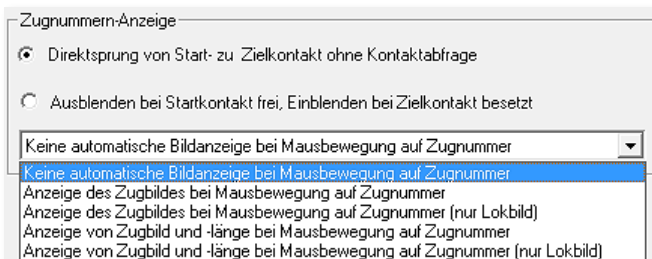 Zugnummern-Anzeige
Direktsprung von Start- zu Zielkontakt ohne Kontaktabfrage
Ausblenden bei Startkontakt frei, Einblenden bei Zielkontakt besetzt
Keine automatische Bildanzeige bei Mausbewegung auf Zugnummer
Keine automatische Bildanzeige bei Mausbewegung auf Zugnummer
Anzeige des Zugbildes bei Mausbewegung auf Zugnummer
Anzeige des Zugbildes bei Mausbewegung auf Zugnummer (nur Lokbild)
Anzeige von Zugbild und -länge bei Mausbewegung auf Zugnummer
Anzeige von Zugbild und -länge bei Mausbewegung auf Zugnummer (nur Lokbild)